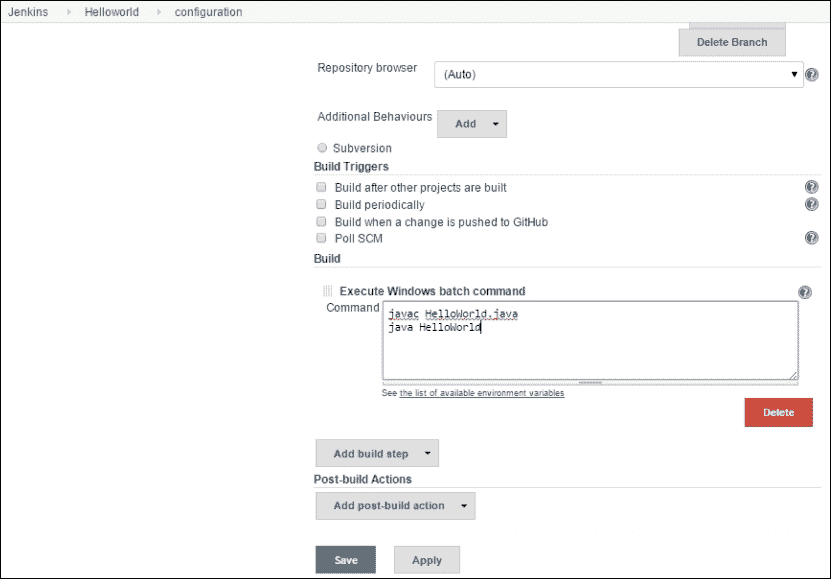 Jenkins Helloworld configuration
Delete Branch
Repository browser (Auto)
Additional Behaviours Add
Subversion
Build Triggers
Build after other projects are built
Build periodically
Build when a change is pushed to GitHub
Poll SCM
Build
Execute Windows batch command
Command javac HelloWorld.java
java HelloWorld
See the list of available environment variables
Delete
Add build step
Post-build Actions
Add post-build action
Save Apply